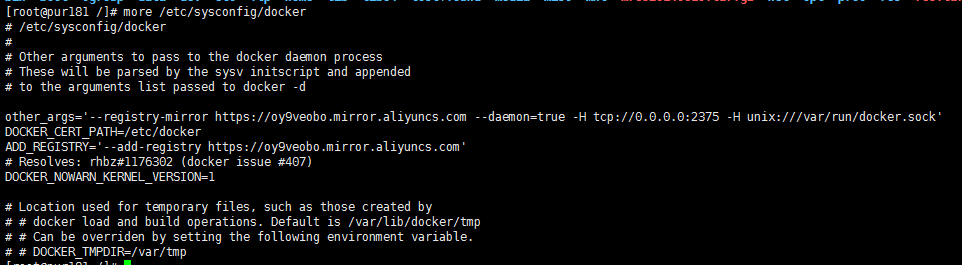 [root@pur181 /]# more /etc/sysconfig/docker
# /etc/sysconfig/docker
#
# Other arguments to pass to the docker daemon process
# These will be parsed by the sysv initscript and appended
# to the arguments list passed to docker -d
other_args='--registry-mirror https://oy9veobo.mirror.aliyuncs.com --daemon=true -H tcp://0.0.0.0:2375 -H unix:///var/run/docker.sock'
DOCKER_CERT_PATH=/etc/docker
ADD_REGISTRY='--add-registry https://oy9veobo.mirror.aliyuncs.com'
# Resolves: rhbz#1176302 (docker issue #407)
DOCKER_NOWARN_KERNEL_VERSION=1
# Location used for temporary files, such as those created by
# # docker load and build operations. Default is /var/lib/docker/tmp
# # Can be overriden by setting the following environment variable.
# # DOCKER_TMPDIR=/var/tmp
[root@pur181 /]#